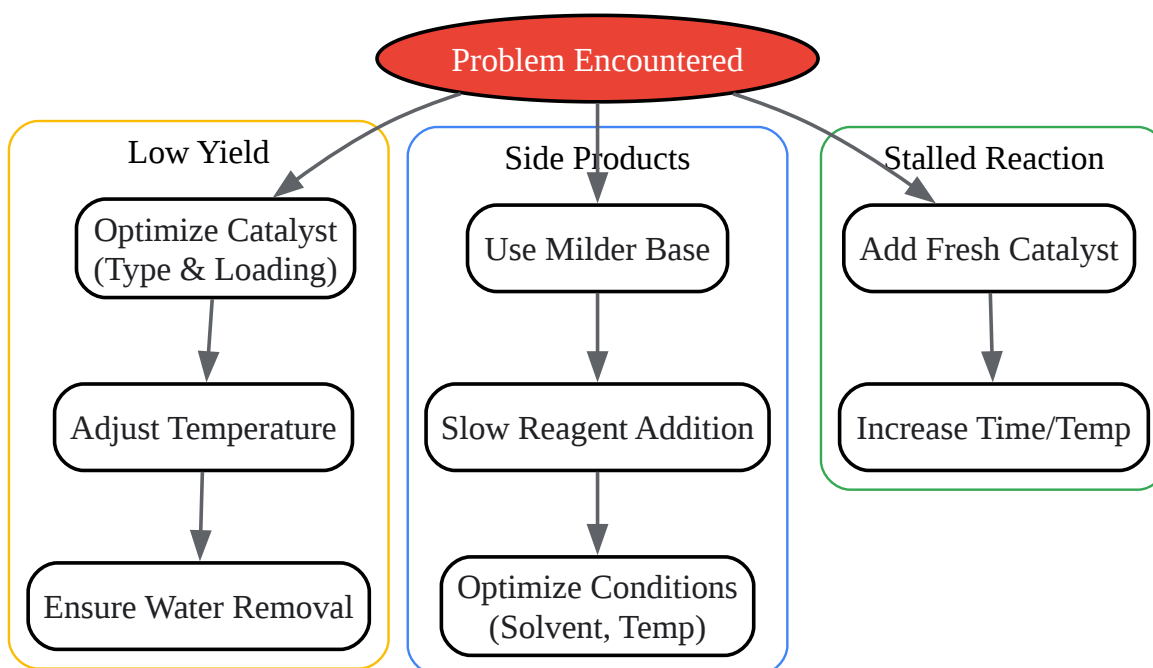 Problem Encountered
Low Yield
Optimize Catalyst
(Type & Loading)
Adjust Temperature
Ensure Water Removal
Side Products
Use Milder Base
Slow Reagent Addition
Optimize Conditions
(Solvent, Temp)
Stalled Reaction
Add Fresh Catalyst
Increase Time/Temp